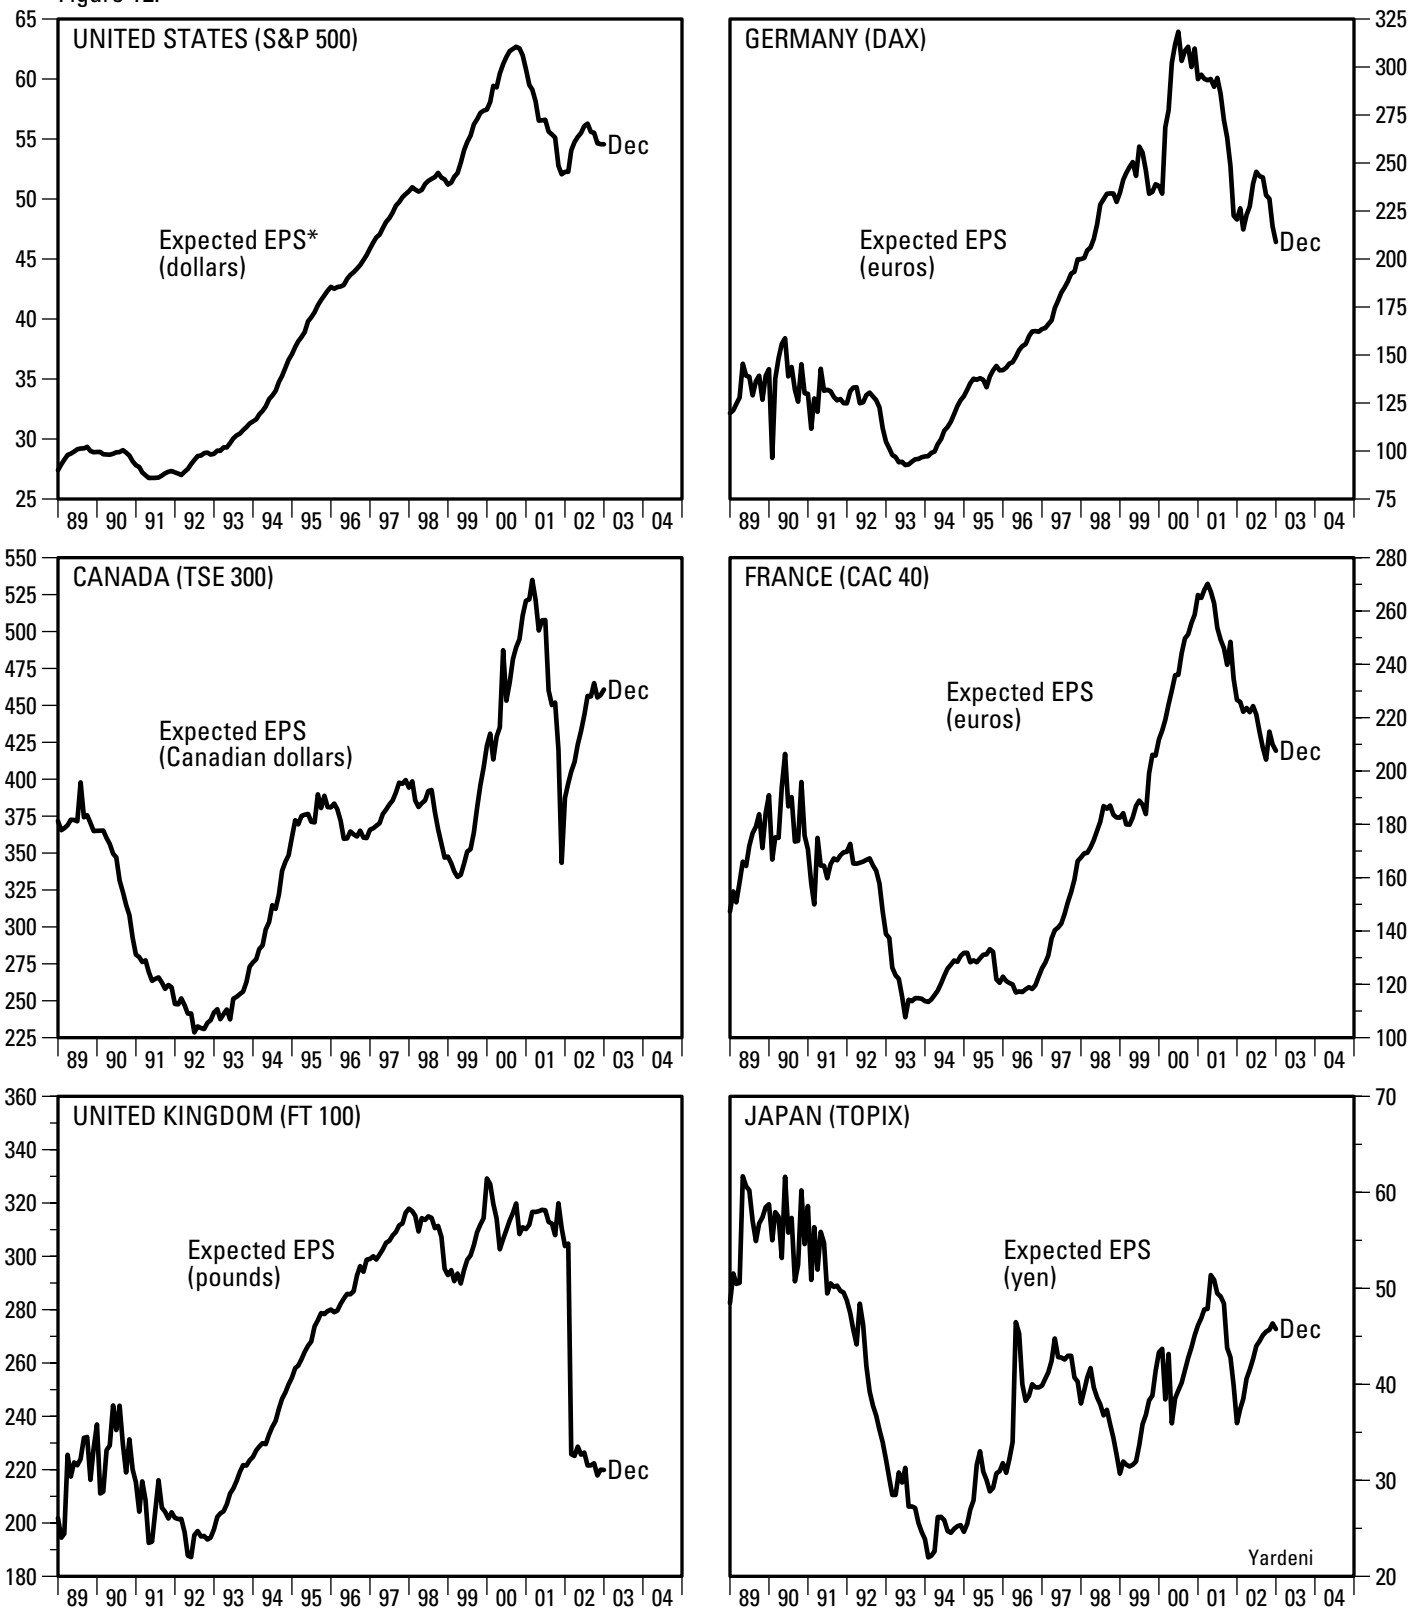 Figure 12.
UNITED STATES (S&P 500)
65
60
55
50
45
40
35
30
25
Expected EPS*
(dollars)
Dec
89 90 91 92 93 94 95 96 97 98 99 00 01 02 03 04
GERMANY (DAX)
325
300
275
250
225
200
175
150
125
100
75
Expected EPS
(euros)
Dec
89 90 91 92 93 94 95 96 97 98 99 00 01 02 03 04
CANADA (TSE 300)
550
525
500
475
450
425
400
375
350
325
300
275
250
225
Expected EPS
(Canadian dollars)
Dec
89 90 91 92 93 94 95 96 97 98 99 00 01 02 03 04
FRANCE (CAC 40)
280
260
240
220
200
180
160
140
120
100
Expected EPS
(euros)
Dec
89 90 91 92 93 94 95 96 97 98 99 00 01 02 03 04
UNITED KINGDOM (FT 100)
360
340
320
300
280
260
240
220
200
180
Expected EPS
(pounds)
Dec
89 90 91 92 93 94 95 96 97 98 99 00 01 02 03 04
JAPAN (TOPIX)
70
60
50
40
30
20
Expected EPS
(yen)
Dec
Yardeni
89 90 91 92 93 94 95 96 97 98 99 00 01 02 03 04